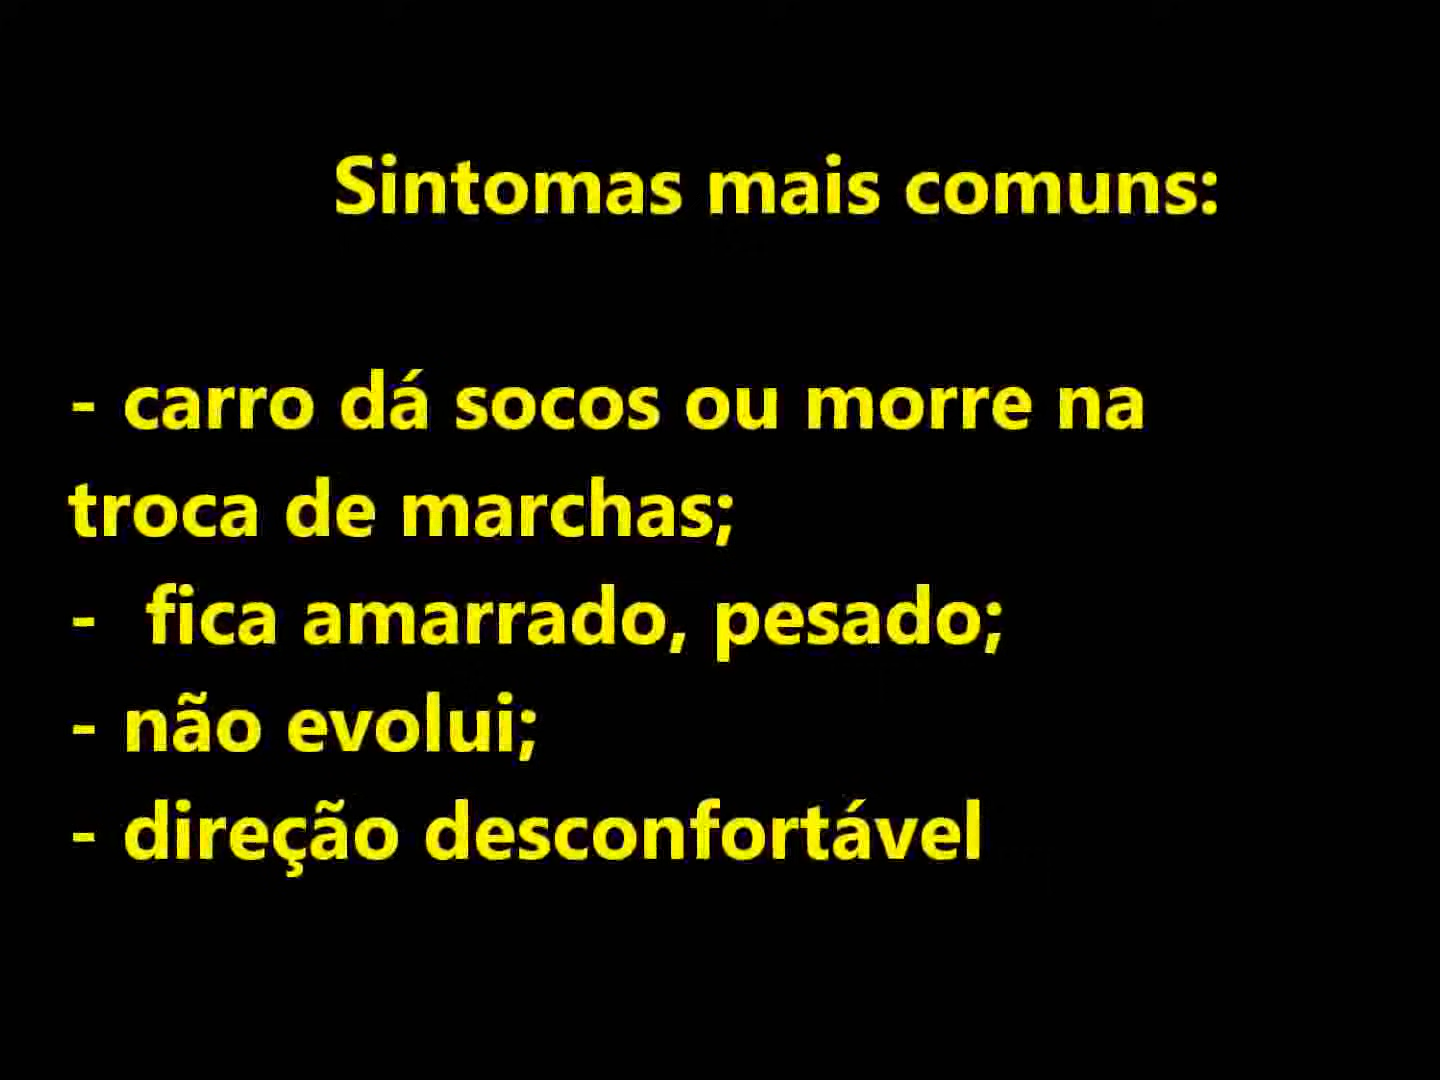 Sintomas mais comuns:
- carro dá socos ou morre na
troca de marchas;
- fica amarrado, pesado;
- não evolui;
- direção desconfortável